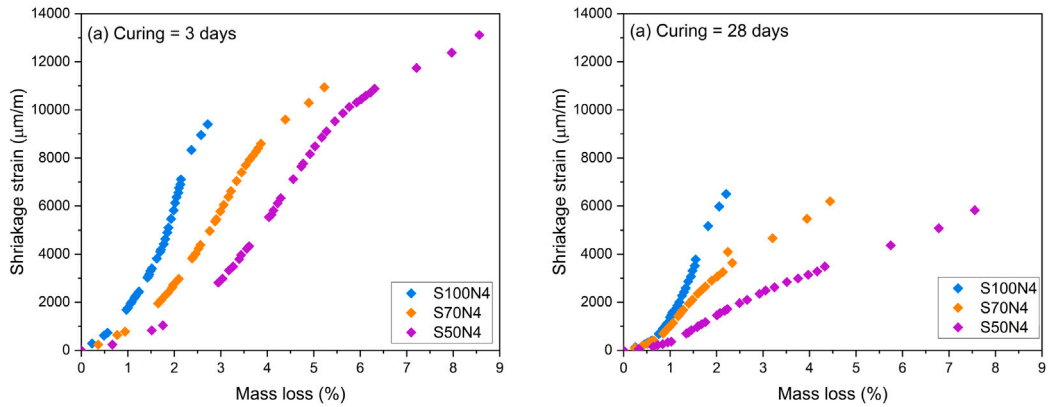 (a) Curing = 3 days
Shriakage strain (μm/m)
14000
12000
10000
8000
6000
4000
2000
0
0 1 2 3 4 5 6 7 8 9
Mass loss (%)
S100N4
S70N4
S50N4
(a) Curing = 28 days
Shriakage strain (μm/m)
14000
12000
10000
8000
6000
4000
2000
0
0 1 2 3 4 5 6 7 8 9
Mass loss (%)
S100N4
S70N4
S50N4